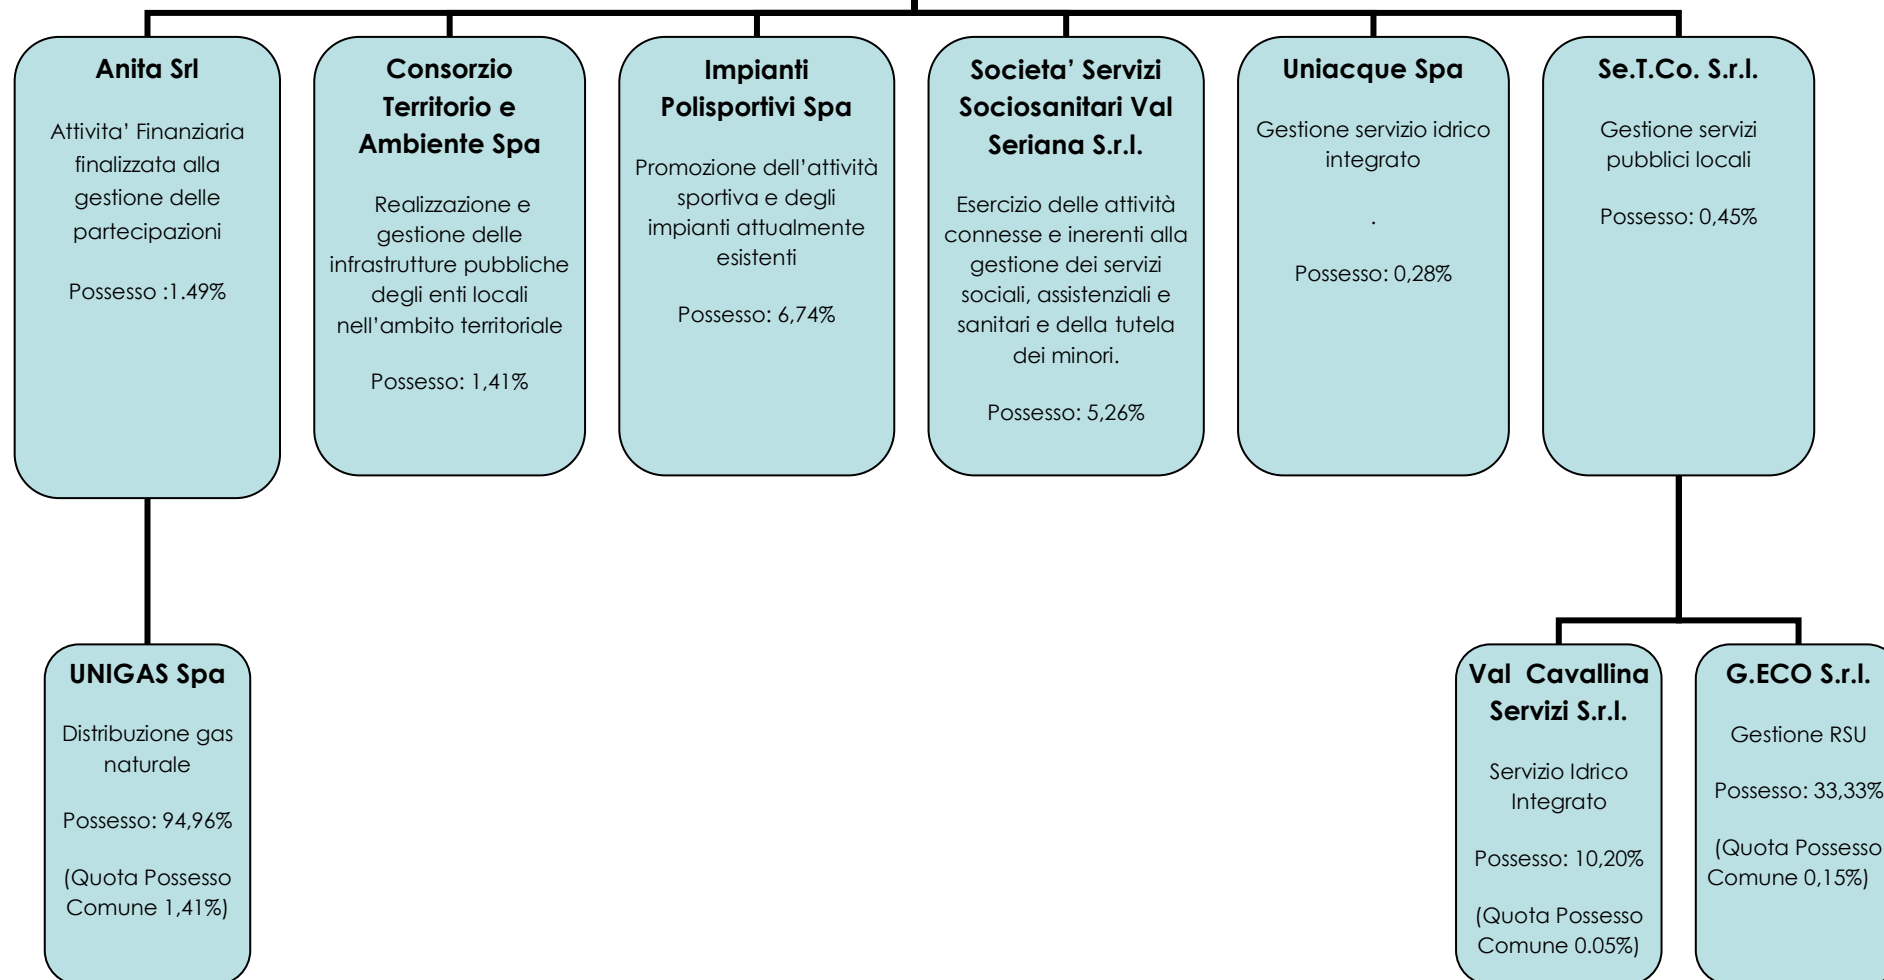 Anita Srl
Attivita’ Finanziaria
finalizzata alla
gestione delle
partecipazioni
Possesso :1.49%
Consorzio
Territorio e
Ambiente Spa
Realizzazione e
gestione delle
infrastrutture pubbliche
degli enti locali
nell’ambito territoriale
Possesso: 1,41%
Impianti
Polisportivi Spa
Promozione dell’attività
sportiva e degli
impianti attualmente
esistenti
Possesso: 6,74%
Societa’ Servizi
Sociosanitari Val
Seriana S.r.l.
Esercizio delle attività
connesse e inerenti alla
gestione dei servizi
sociali, assistenziali e
sanitari e della tutela
dei minori.
Possesso: 5,26%
Uniacque Spa
Gestione servizio idrico
integrato
.
Possesso: 0,28%
Se.T.Co. S.r.l.
Gestione servizi
pubblici locali
Possesso: 0,45%
UNIGAS Spa
Distribuzione gas
naturale
Possesso: 94,96%
(Quota Possesso
Comune 1,41%)
Val Cavallina
Servizi S.r.l.
Servizio Idrico
Integrato
Possesso: 10,20%
(Quota Possesso
Comune 0.05%)
G.ECO S.r.l.
Gestione RSU
Possesso: 33,33%
(Quota Possesso
Comune 0,15%)